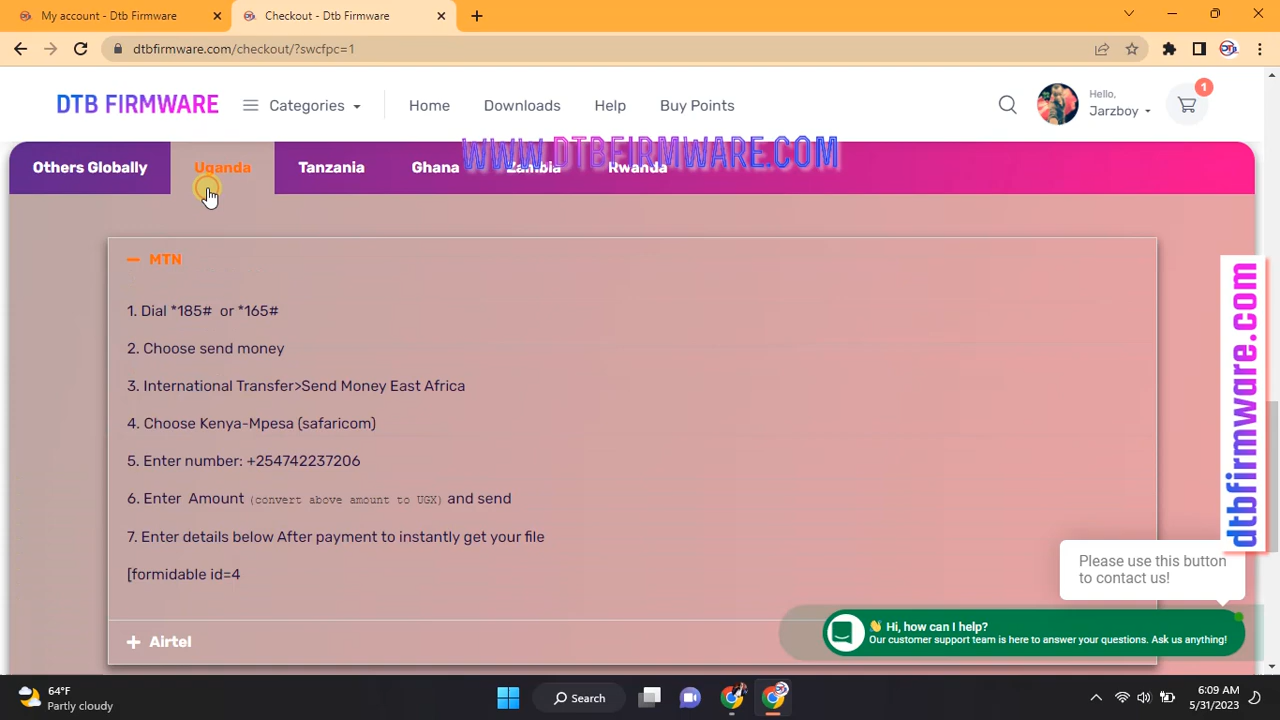 My account - Dtb Firmware
Checkout - Dtb Firmware
dtbfirmware.com/checkout/?swcfpc=1
DTB FIRMWARE
Categories
Home
Downloads
Help
Buy Points
Hello,
Jarzboy
1
WWW.DTBFIRMWARE.COM
Others Globally
Uganda
Tanzania
Ghana
Zambia
Rwanda
MTN
1. Dial *185# or *165#
2. Choose send money
3. International Transfer>Send Money East Africa
4. Choose Kenya-Mpesa (safaricom)
5. Enter number: +254742237206
6. Enter Amount (convert above amount to UGX) and send
7. Enter details below After payment to instantly get your file
[formidable id=4
Airtel
dtbfirmware.com
Please use this button
to contact us!
👋 Hi, how can I help?
Our customer support team is here to answer your questions. Ask us anything!
64°F
Partly cloudy
Search
6:09 AM
5/31/2023